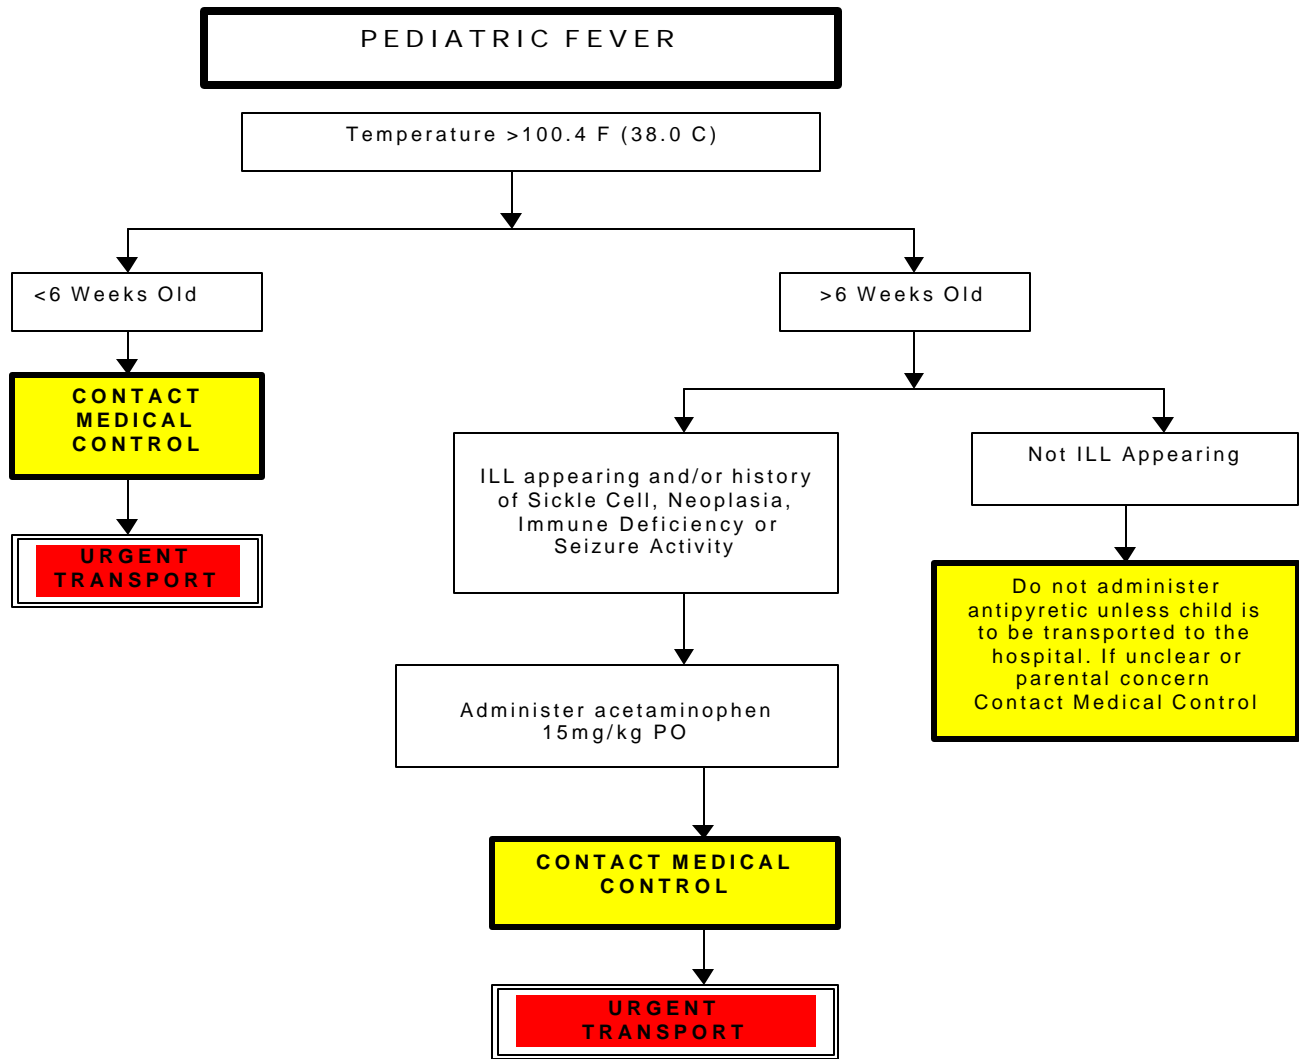 PEDIATRIC FEVER
Temperature >100.4 F (38.0 C)
<6 Weeks Old
>6 Weeks Old
CONTACT
MEDICAL
CONTROL
URGENT
TRANSPORT
ILL appearing and/or history
of Sickle Cell, Neoplasia,
Immune Deficiency or
Seizure Activity
Not ILL Appearing
Do not administer
antipyretic unless child is
to be transported to the
hospital. If unclear or
parental concern
Contact Medical Control
Administer acetaminophen
15mg/kg PO
CONTACT MEDICAL
CONTROL
URGENT
TRANSPORT